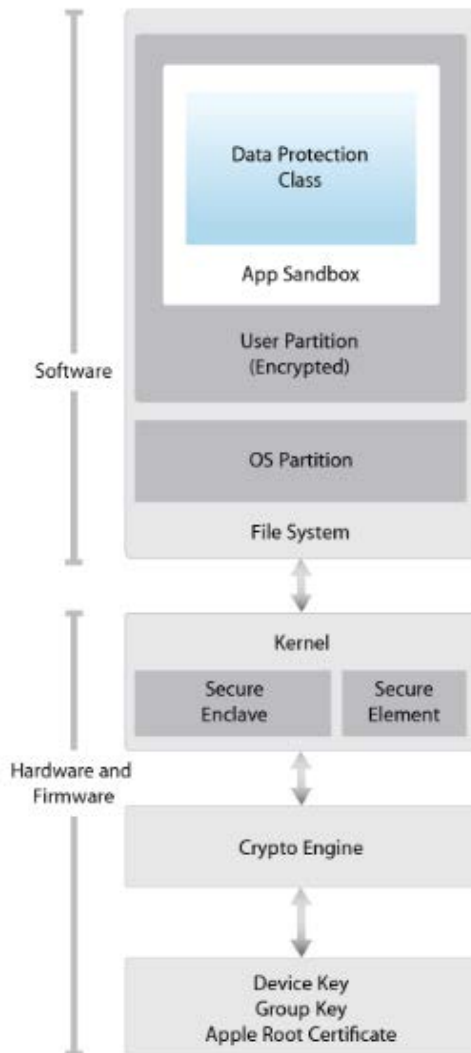 Data Protection
Class
App Sandbox
User Partition
(Encrypted)
Software
OS Partition
File System
Kernel
Secure
Enclave
Secure
Element
Hardware and
Firmware
Crypto Engine
Device Key
Group Key
Apple Root Certificate